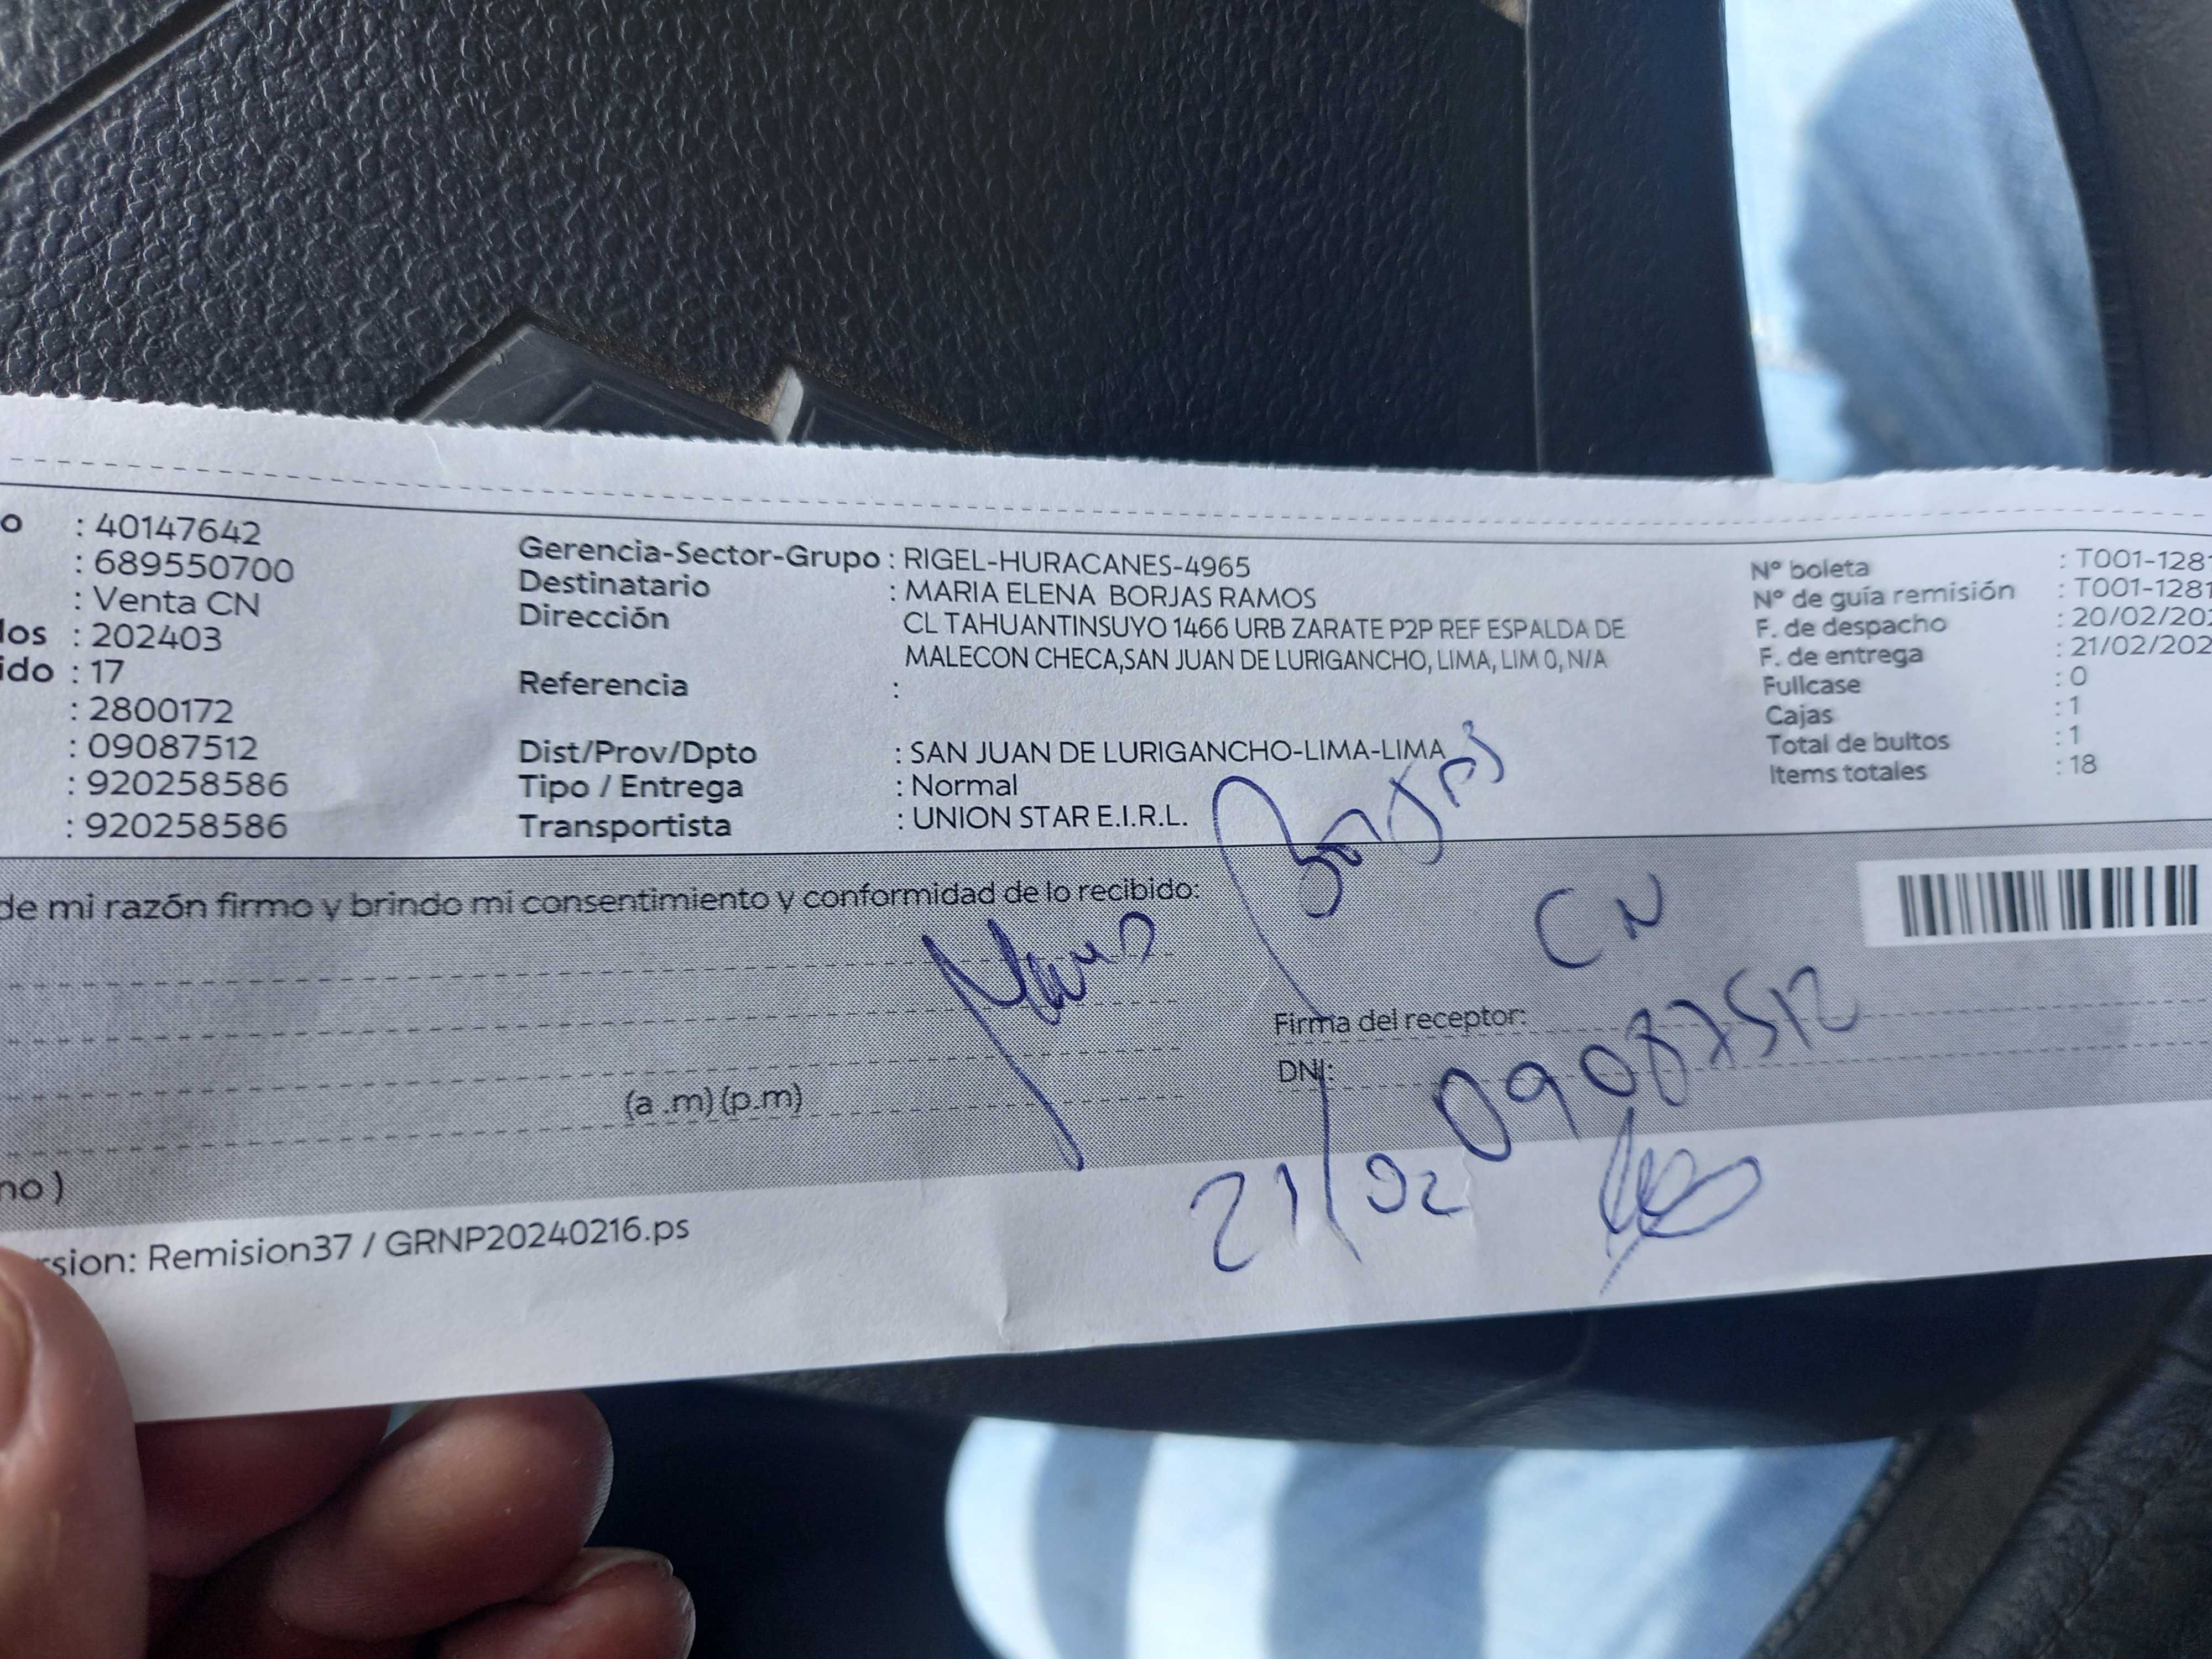 o : 40147642
: 689550700
: Venta CN
los : 202403
ido : 17
: 2800172
: 09087512
: 920258586
: 920258586
Gerencia-Sector-Grupo : RIGEL-HURACANES-4965
Destinatario : MARIA ELENA BORJAS RAMOS
Dirección CL TAHUANTINSUYO 1466 URB ZARATE P2P REF ESPALDA DE
MALECON CHECA,SAN JUAN DE LURIGANCHO, LIMA, LIM 0, N/A
Referencia :
Dist/Prov/Dpto : SAN JUAN DE LURIGANCHO-LIMA-LIMA
Tipo / Entrega : Normal
Transportista : UNION STAR E.I.R.L.
Nº boleta : T001-1281
Nº de guía remisión : T001-1281
F. de despacho : 20/02/202
F. de entrega : 21/02/202
Fullcase : 0
Cajas : 1
Total de bultos : 1
Items totales : 18
de mi razón firmo y brindo mi consentimiento y conformidad de lo recibido:
Borjas
CN
Firma del receptor:
DNI: 09087512
(a .m) (p.m)
21/02
no )
rsion: Remision37 / GRNP20240216.ps